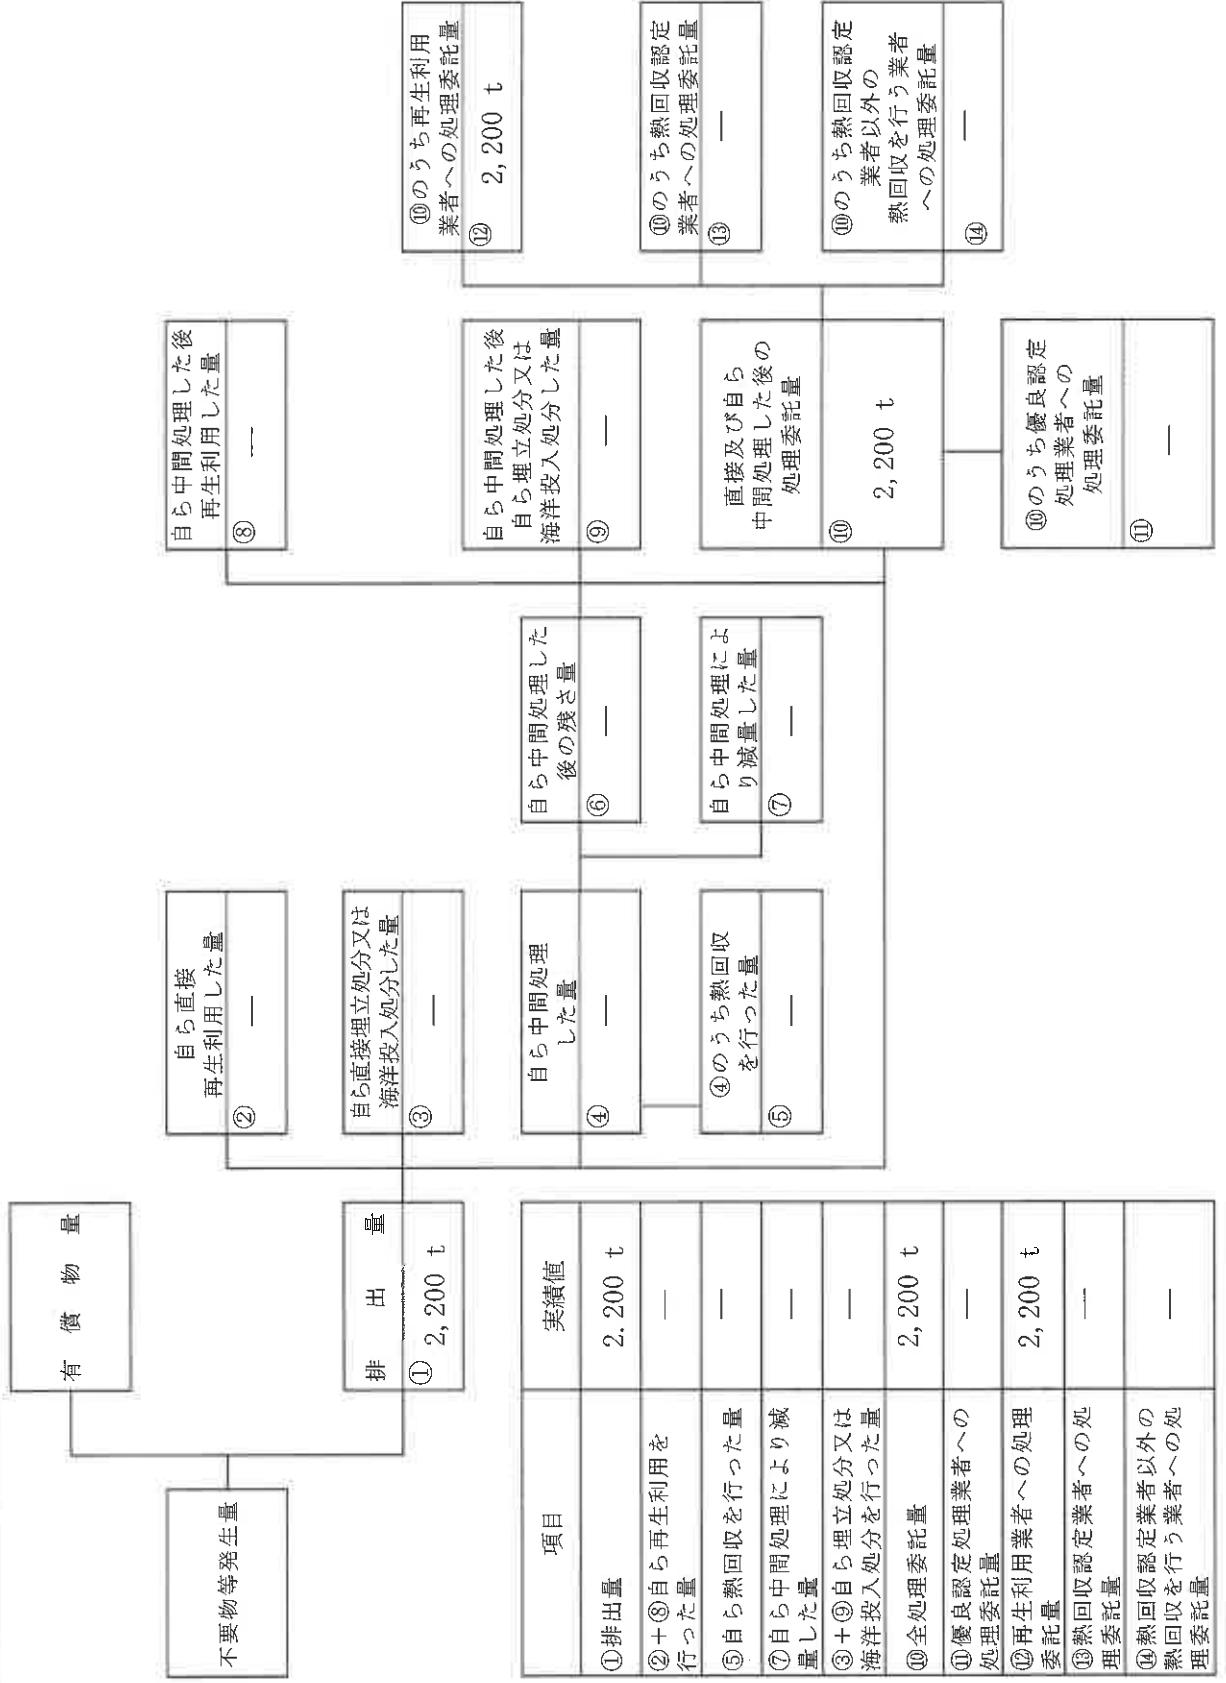 不要物等発生量
有償物量
排出量
① 2,200 t
自ら直接
再生利用した量
② —
自ら直接埋立処分又は
海洋投入処分した量
③ —
自ら中間処理
した量
④ —
④のうち熱回収
を行った量
⑤ —
自ら中間処理した
後の残さ量
⑥ —
自ら中間処理によ
り減量した量
⑦ —
自ら中間処理した後
再生利用した量
⑧ —
自ら中間処理した後
自ら埋立処分又は
海洋投入処分した量
⑨ —
直接及び自ら
中間処理した後の
処理委託量
⑩ 2,200 t
⑩のうち優良認定
処理業者への
処理委託量
⑪ —
⑩のうち再生利用
業者への処理委託量
⑫ 2,200 t
⑩のうち熱回収認定
業者への処理委託量
⑬ —
⑩のうち熱回収認定
業者以外の
熱回収を行う業者
への処理委託量
⑭ —
項目 実績値
①排出量 2.200 t
②+⑧自ら再生利用を
行った量 —
⑤自ら熱回収を行った量 —
⑦自ら中間処理により減
量した量 —
③+⑨自ら埋立処分又は
海洋投入処分を行った量 —
⑩全処理委託量 2,200 t
⑪優良認定処理業者への
処理委託量 —
⑫再生利用業者への処理
委託量 2,200 t
⑬熱回収認定業者への処
理委託量 —
⑭熱回収認定業者以外の
熱回収を行う業者への処
理委託量 —